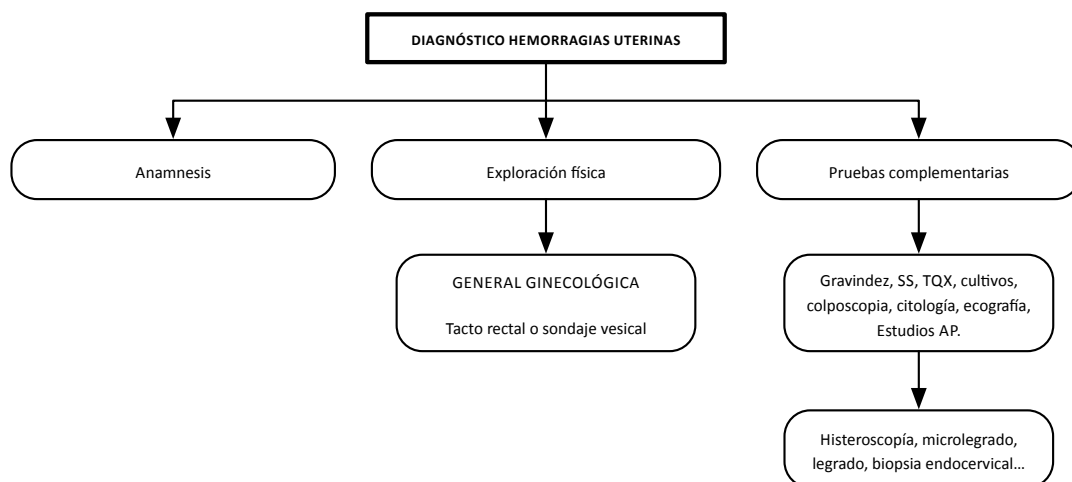 DIAGNÓSTICO HEMORRAGIAS UTERINAS
Anamnesis
Exploración física
Pruebas complementarias
GENERAL GINECOLÓGICA
Tacto rectal o sondaje vesical
Gravindez, SS, TQX, cultivos,
colposcopia, citología, ecografía,
Estudios AP.
Histeroscopía, microlegrado,
legrado, biopsia endocervical...